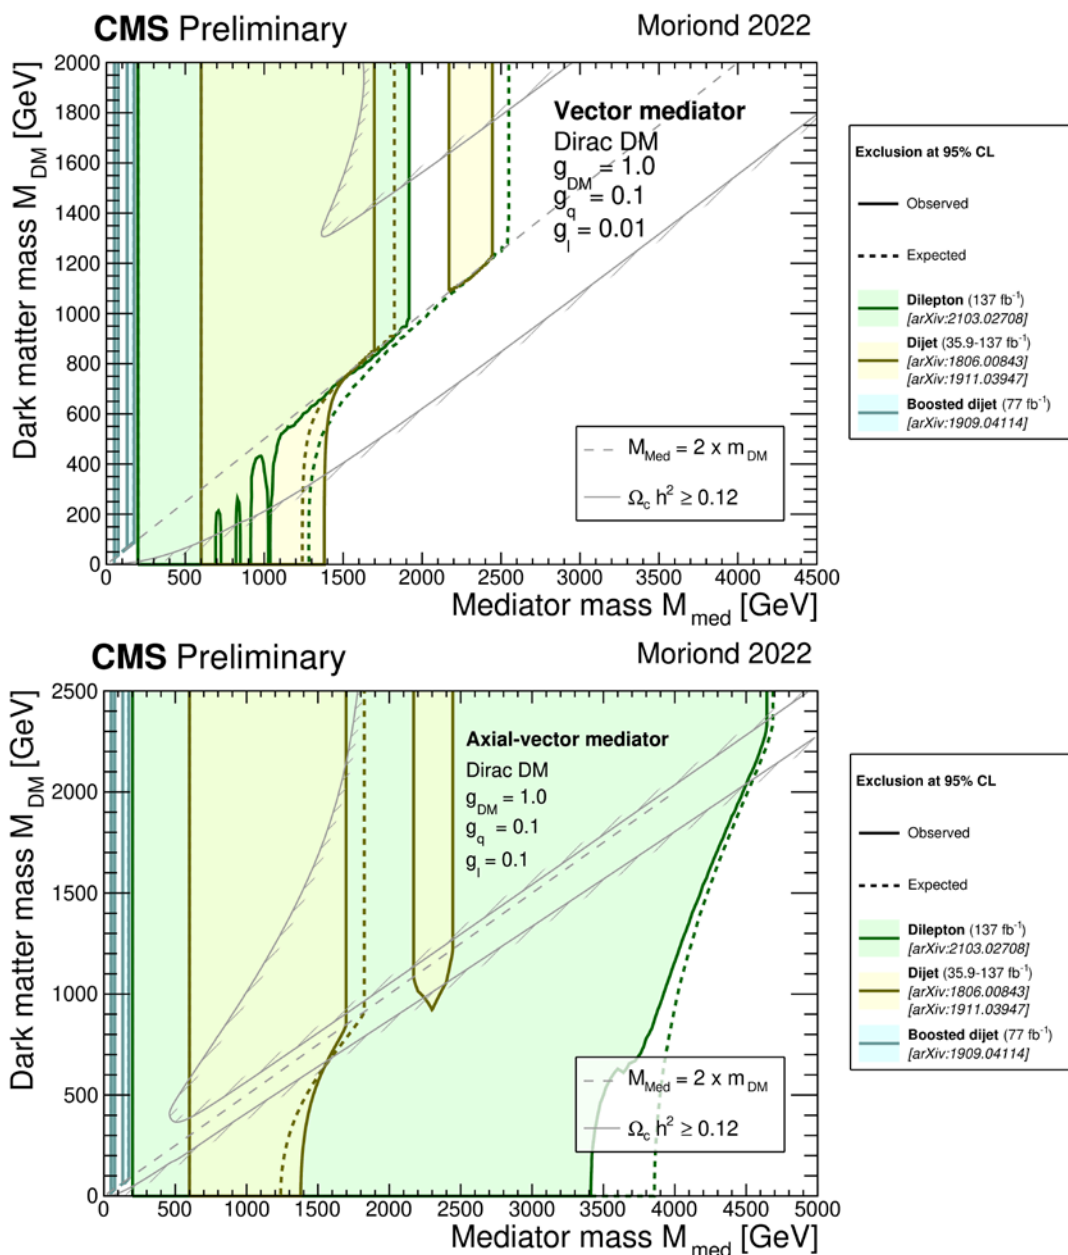 CMS Preliminary Moriond 2022
Dark matter mass M_DM [GeV]
2000
1800
1600
1400
1200
1000
800
600
400
200
0
Vector mediator
Dirac DM
g_DM = 1.0
g_q = 0.1
g_l = 0.01
M_Med = 2 x m_DM
Ω_c h² ≥ 0.12
0 500 1000 1500 2000 2500 3000 3500 4000 4500
Mediator mass M_med [GeV]
Exclusion at 95% CL
Observed
Expected
Dilepton (137 fb⁻¹)
[arXiv:2103.02708]
Dijet (35.9-137 fb⁻¹)
[arXiv:1806.00843]
[arXiv:1911.03947]
Boosted dijet (77 fb⁻¹)
[arXiv:1909.04114]
CMS Preliminary Moriond 2022
Dark matter mass M_DM [GeV]
2500
2000
1500
1000
500
0
Axial-vector mediator
Dirac DM
g_DM = 1.0
g_q = 0.1
g_l = 0.1
M_Med = 2 x m_DM
Ω_c h² ≥ 0.12
0 500 1000 1500 2000 2500 3000 3500 4000 4500 5000
Mediator mass M_med [GeV]
Exclusion at 95% CL
Observed
Expected
Dilepton (137 fb⁻¹)
[arXiv:2103.02708]
Dijet (35.9-137 fb⁻¹)
[arXiv:1806.00843]
[arXiv:1911.03947]
Boosted dijet (77 fb⁻¹)
[arXiv:1909.04114]